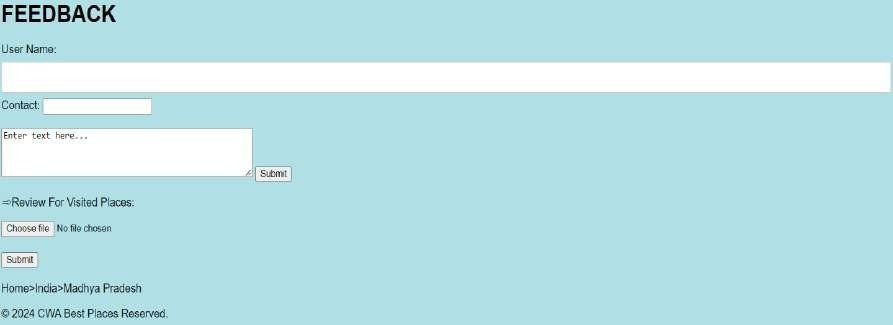 FEEDBACK
User Name:
Contact:
Enter text here...
Submit
⇨Review For Visited Places:
Choose file No file chosen
Submit
Home>India>Madhya Pradesh
© 2024 CWA Best Places Reserved.